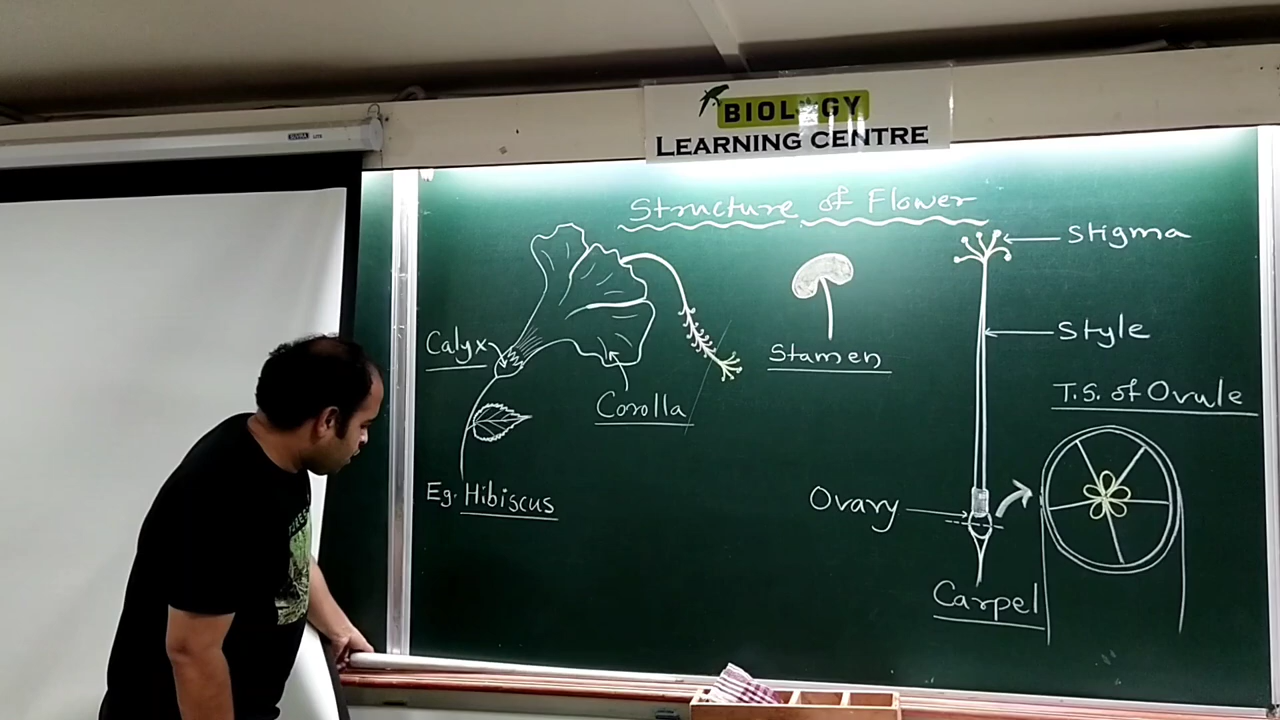 BIOLOGY
LEARNING CENTRE
Structure of Flower
Stigma
Calyx
Stamen
Style
Corolla
T.S. of Ovule
Eg. Hibiscus
Ovary
Carpel